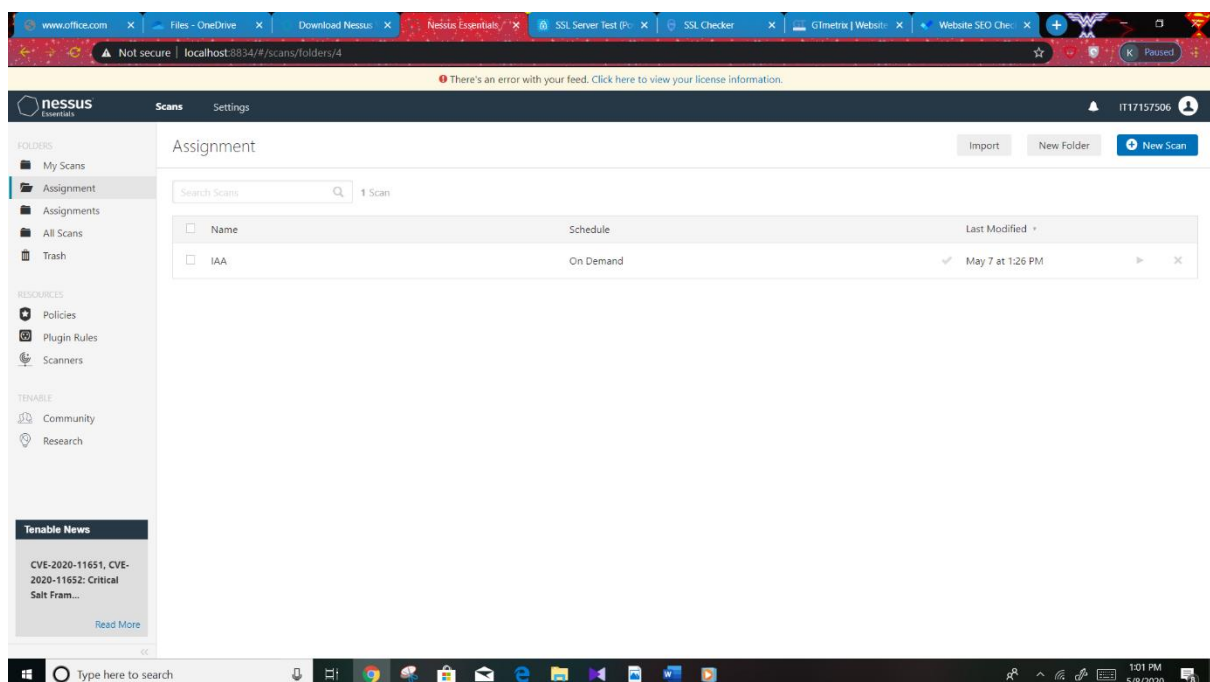 www.office.com
Files - OneDrive
Download Nessus
Nessus Essentials /
SSL Server Test (Po
SSL Checker
GTmetrix | Website
Website SEO Chec
Not secure | localhost:8834/#/scans/folders/4
K Paused
There's an error with your feed. Click here to view your license information.
nessus
Essentials
Scans Settings
IT17157506
FOLDERS
My Scans
Assignment
Assignments
All Scans
Trash
RESOURCES
Policies
Plugin Rules
Scanners
TENABLE
Community
Research
Tenable News
CVE-2020-11651, CVE-
2020-11652: Critical
Salt Fram...
Read More
Assignment
Import New Folder New Scan
Search Scans 1 Scan
Name Schedule Last Modified
IAA On Demand May 7 at 1:26 PM
Type here to search
1:01 PM
5/8/2020